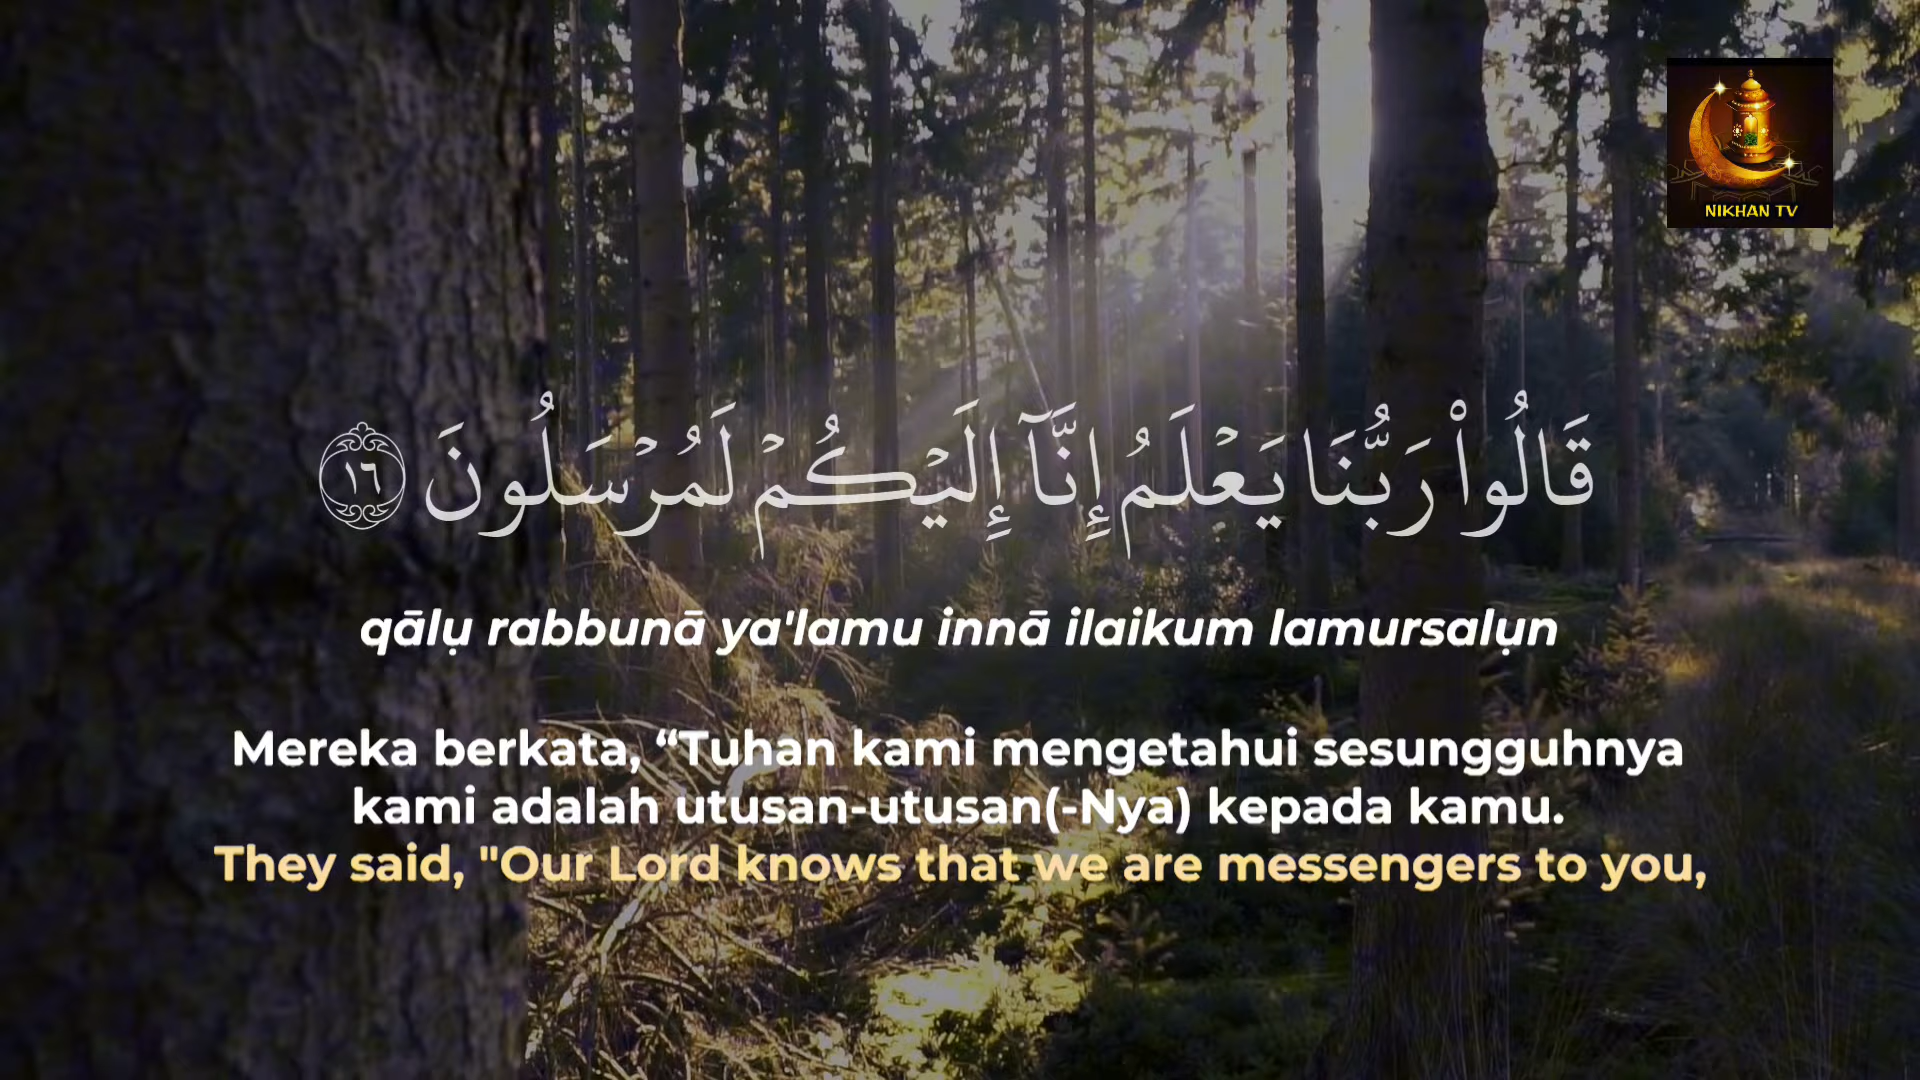 NIKHAN TV
قَالُوا۟ رَبُّنَا يَعْلَمُ إِنَّآ إِلَيْكُمْ لَمُرْسَلُونَ ١٦
qālụ rabbunā ya'lamu innā ilaikum lamursalụn
Mereka berkata, “Tuhan kami mengetahui sesungguhnya
kami adalah utusan-utusan(-Nya) kepada kamu.
They said, "Our Lord knows that we are messengers to you,